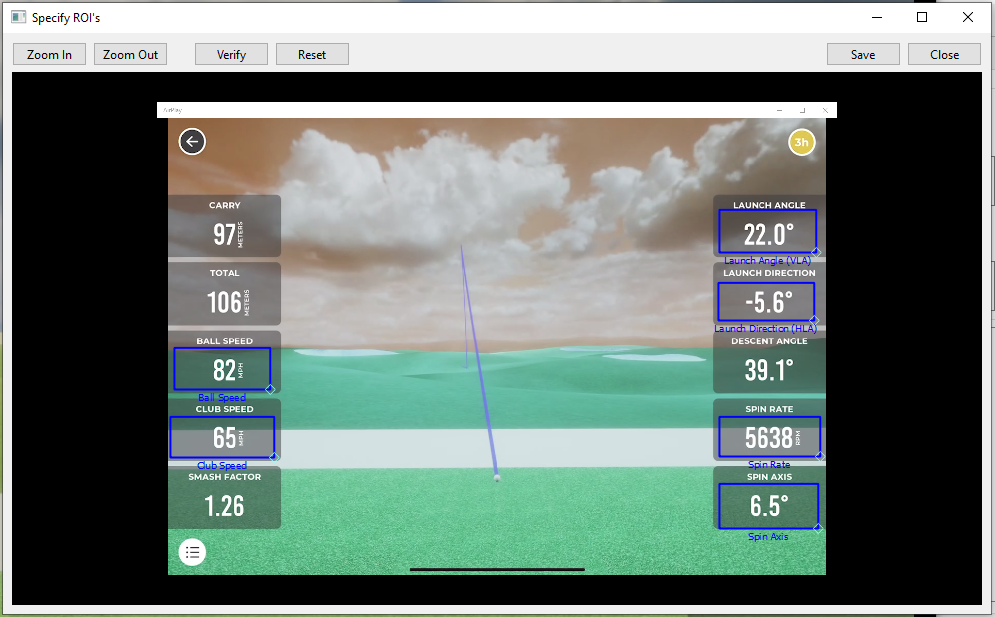 Specify ROI's
Zoom In
Zoom Out
Verify
Reset
Save
Close
AirPlay
3h
CARRY
97 METERS
TOTAL
106 METERS
BALL SPEED
82 MPH
Ball Speed
CLUB SPEED
65 MPH
Club Speed
SMASH FACTOR
1.26
LAUNCH ANGLE
22.0°
Launch Angle (VLA)
LAUNCH DIRECTION
-5.6°
Launch Direction (HLA)
DESCENT ANGLE
39.1°
SPIN RATE
5638 RPM
Spin Rate
SPIN AXIS
6.5°
Spin Axis